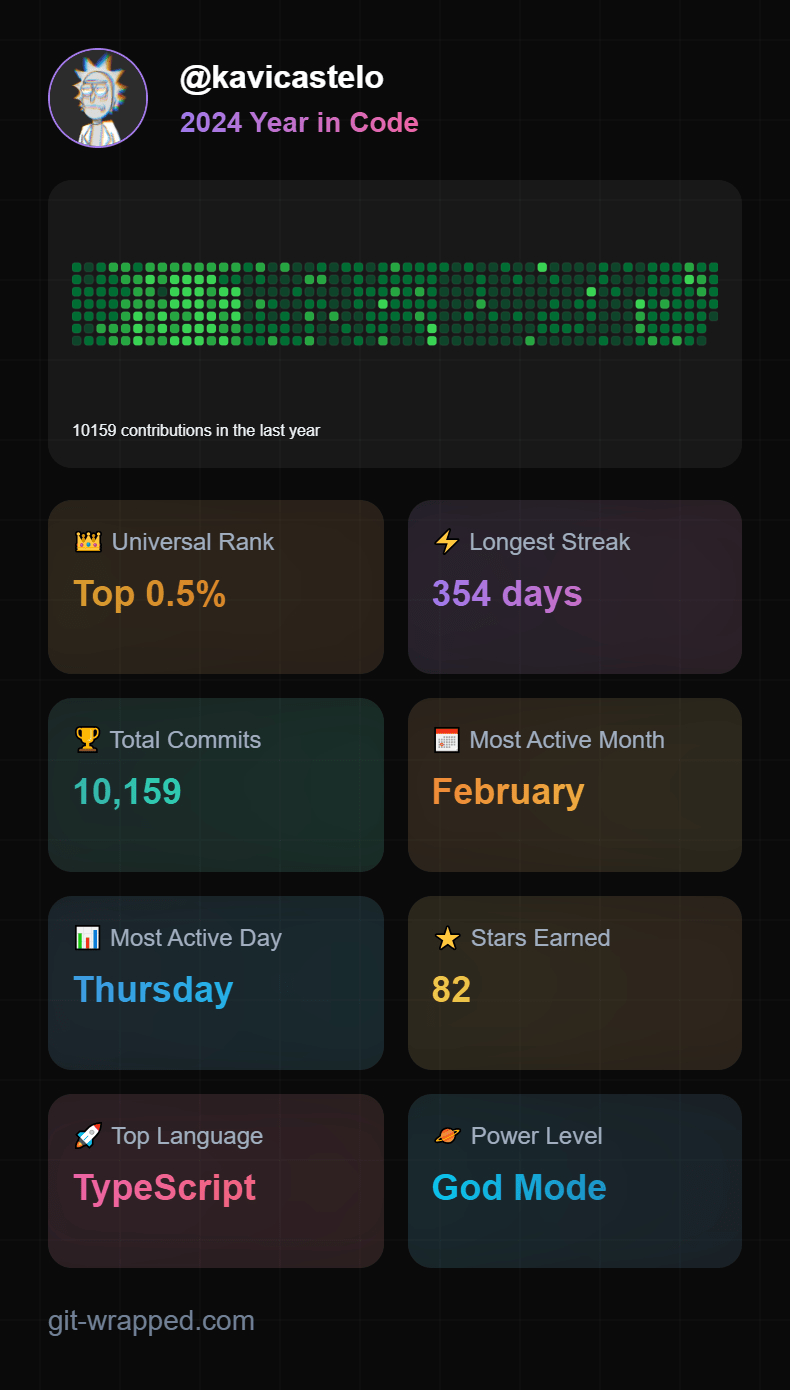 @kavicastelo
2024 Year in Code
10159 contributions in the last year
Universal Rank
Top 0.5%
Longest Streak
354 days
Total Commits
10,159
Most Active Month
February
Most Active Day
Thursday
Stars Earned
82
Top Language
TypeScript
Power Level
God Mode
git-wrapped.com